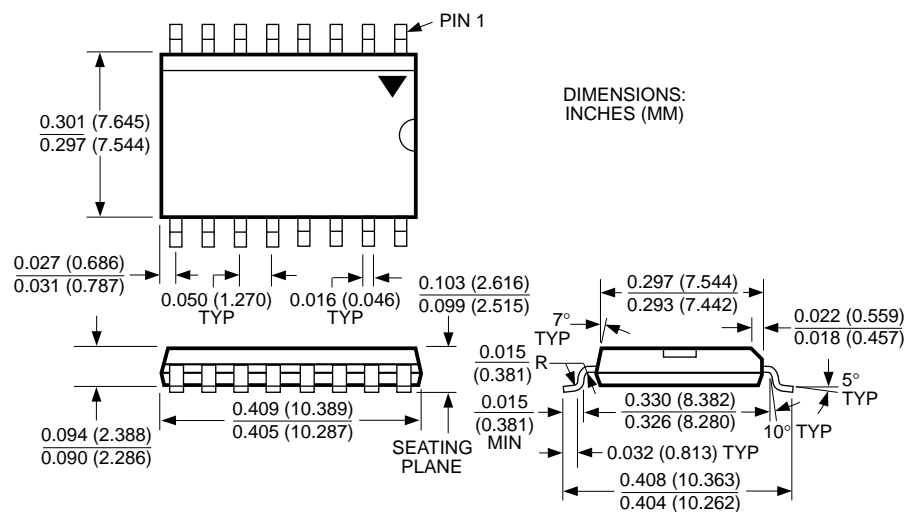 PIN 1
DIMENSIONS:
INCHES (MM)
0.301 (7.645)
0.297 (7.544)
0.027 (0.686)
0.031 (0.787)
0.050 (1.270)
TYP
0.016 (0.046)
TYP
0.103 (2.616)
0.099 (2.515)
0.297 (7.544)
0.293 (7.442)
0.022 (0.559)
0.018 (0.457)
7°
TYP
0.015
(0.381)
R
5°
TYP
0.094 (2.388)
0.090 (2.286)
0.409 (10.389)
0.405 (10.287)
SEATING
PLANE
0.015
(0.381)
MIN
0.330 (8.382)
0.326 (8.280)
10° TYP
0.032 (0.813) TYP
0.408 (10.363)
0.404 (10.262)